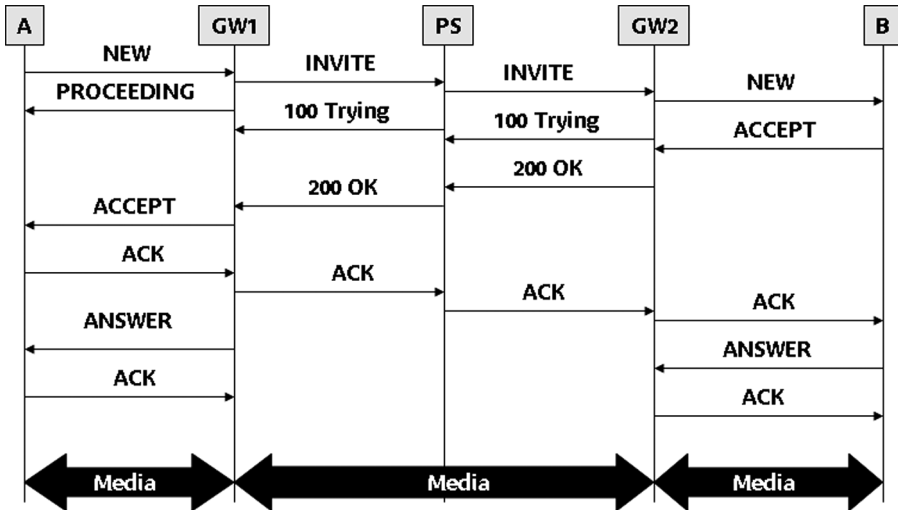 A GW1 PS GW2 B
NEW
INVITE
INVITE
NEW
PROCEEDING
100 Trying
100 Trying
ACCEPT
200 OK
200 OK
ACCEPT
ACK
ACK
ACK
ACK
ANSWER
ANSWER
ACK
ACK
Media Media Media